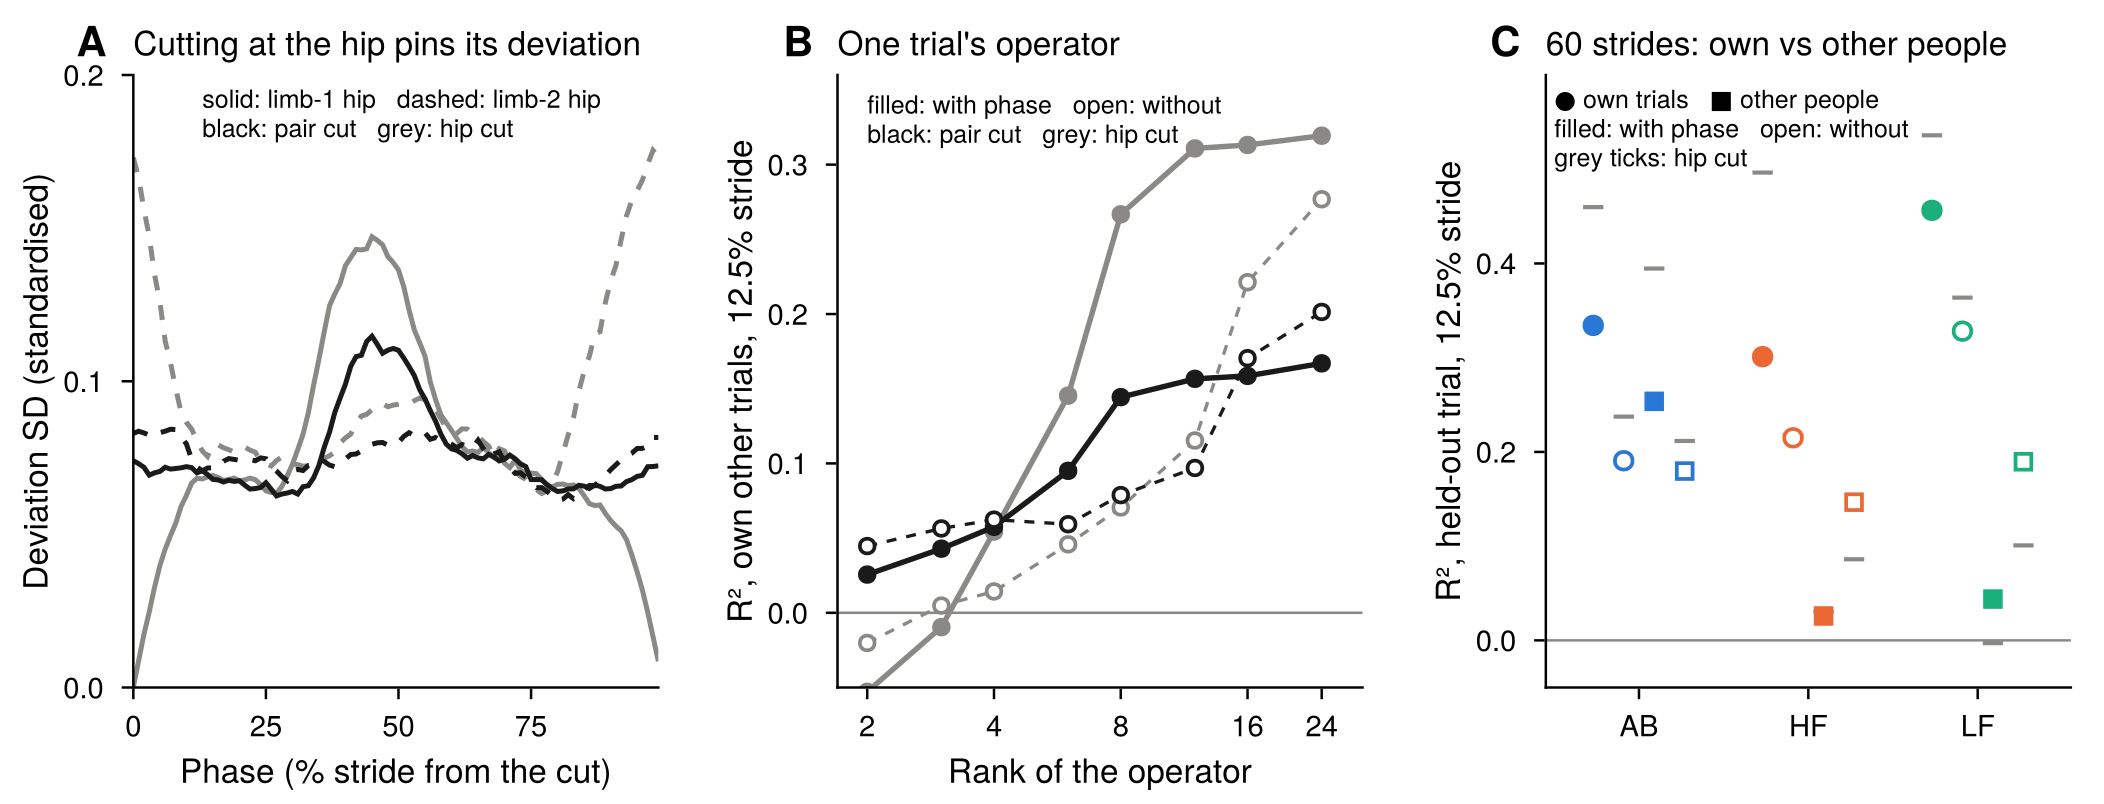 A Cutting at the hip pins its deviation
solid: limb-1 hip dashed: limb-2 hip
black: pair cut grey: hip cut
Deviation SD (standardised)
0.2
0.1
0.0
0 25 50 75
Phase (% stride from the cut)
B One trial's operator
filled: with phase open: without
black: pair cut grey: hip cut
R², own other trials, 12.5% stride
0.3
0.2
0.1
0.0
2 4 8 16 24
Rank of the operator
C 60 strides: own vs other people
own trials other people
filled: with phase open: without
grey ticks: hip cut
R², held-out trial, 12.5% stride
0.4
0.2
0.0
AB HF LF